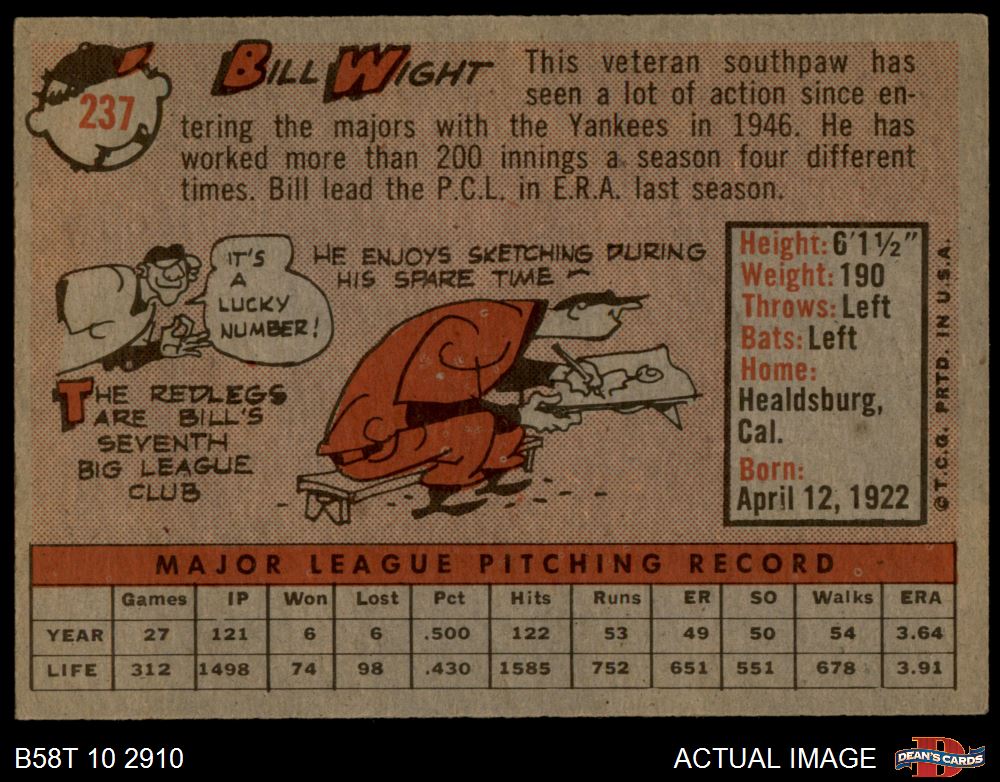 237
BILL WIGHT
This veteran southpaw has
seen a lot of action since en-
tering the majors with the Yankees in 1946. He has
worked more than 200 innings a season four different
times. Bill lead the P.C.L. in E.R.A. last season.
IT'S
A
LUCKY
NUMBER!
THE REDLEGS
ARE BILL'S
SEVENTH
BIG LEAGUE
CLUB
HE ENJOYS SKETCHING DURING
HIS SPARE TIME
Height: 6'1½"
Weight: 190
Throws: Left
Bats: Left
Home:
Healdsburg,
Cal.
Born:
April 12, 1922
© T.C.G. PRTD. IN U.S.A.
MAJOR LEAGUE PITCHING RECORD
Games IP Won Lost Pct Hits Runs ER SO Walks ERA
YEAR 27 121 6 6 .500 122 53 49 50 54 3.64
LIFE 312 1498 74 98 .430 1585 752 651 551 678 3.91
B58T 10 2910
ACTUAL IMAGE
D
DEAN'S CARDS